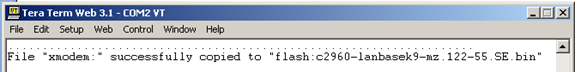 Tera Term Web 3.1 - COM2 VT
File Edit Setup Web Control Window Help
File "xmodem:" successfully copied to "flash:c2960-lanbasek9-mz.122-55.SE.bin"